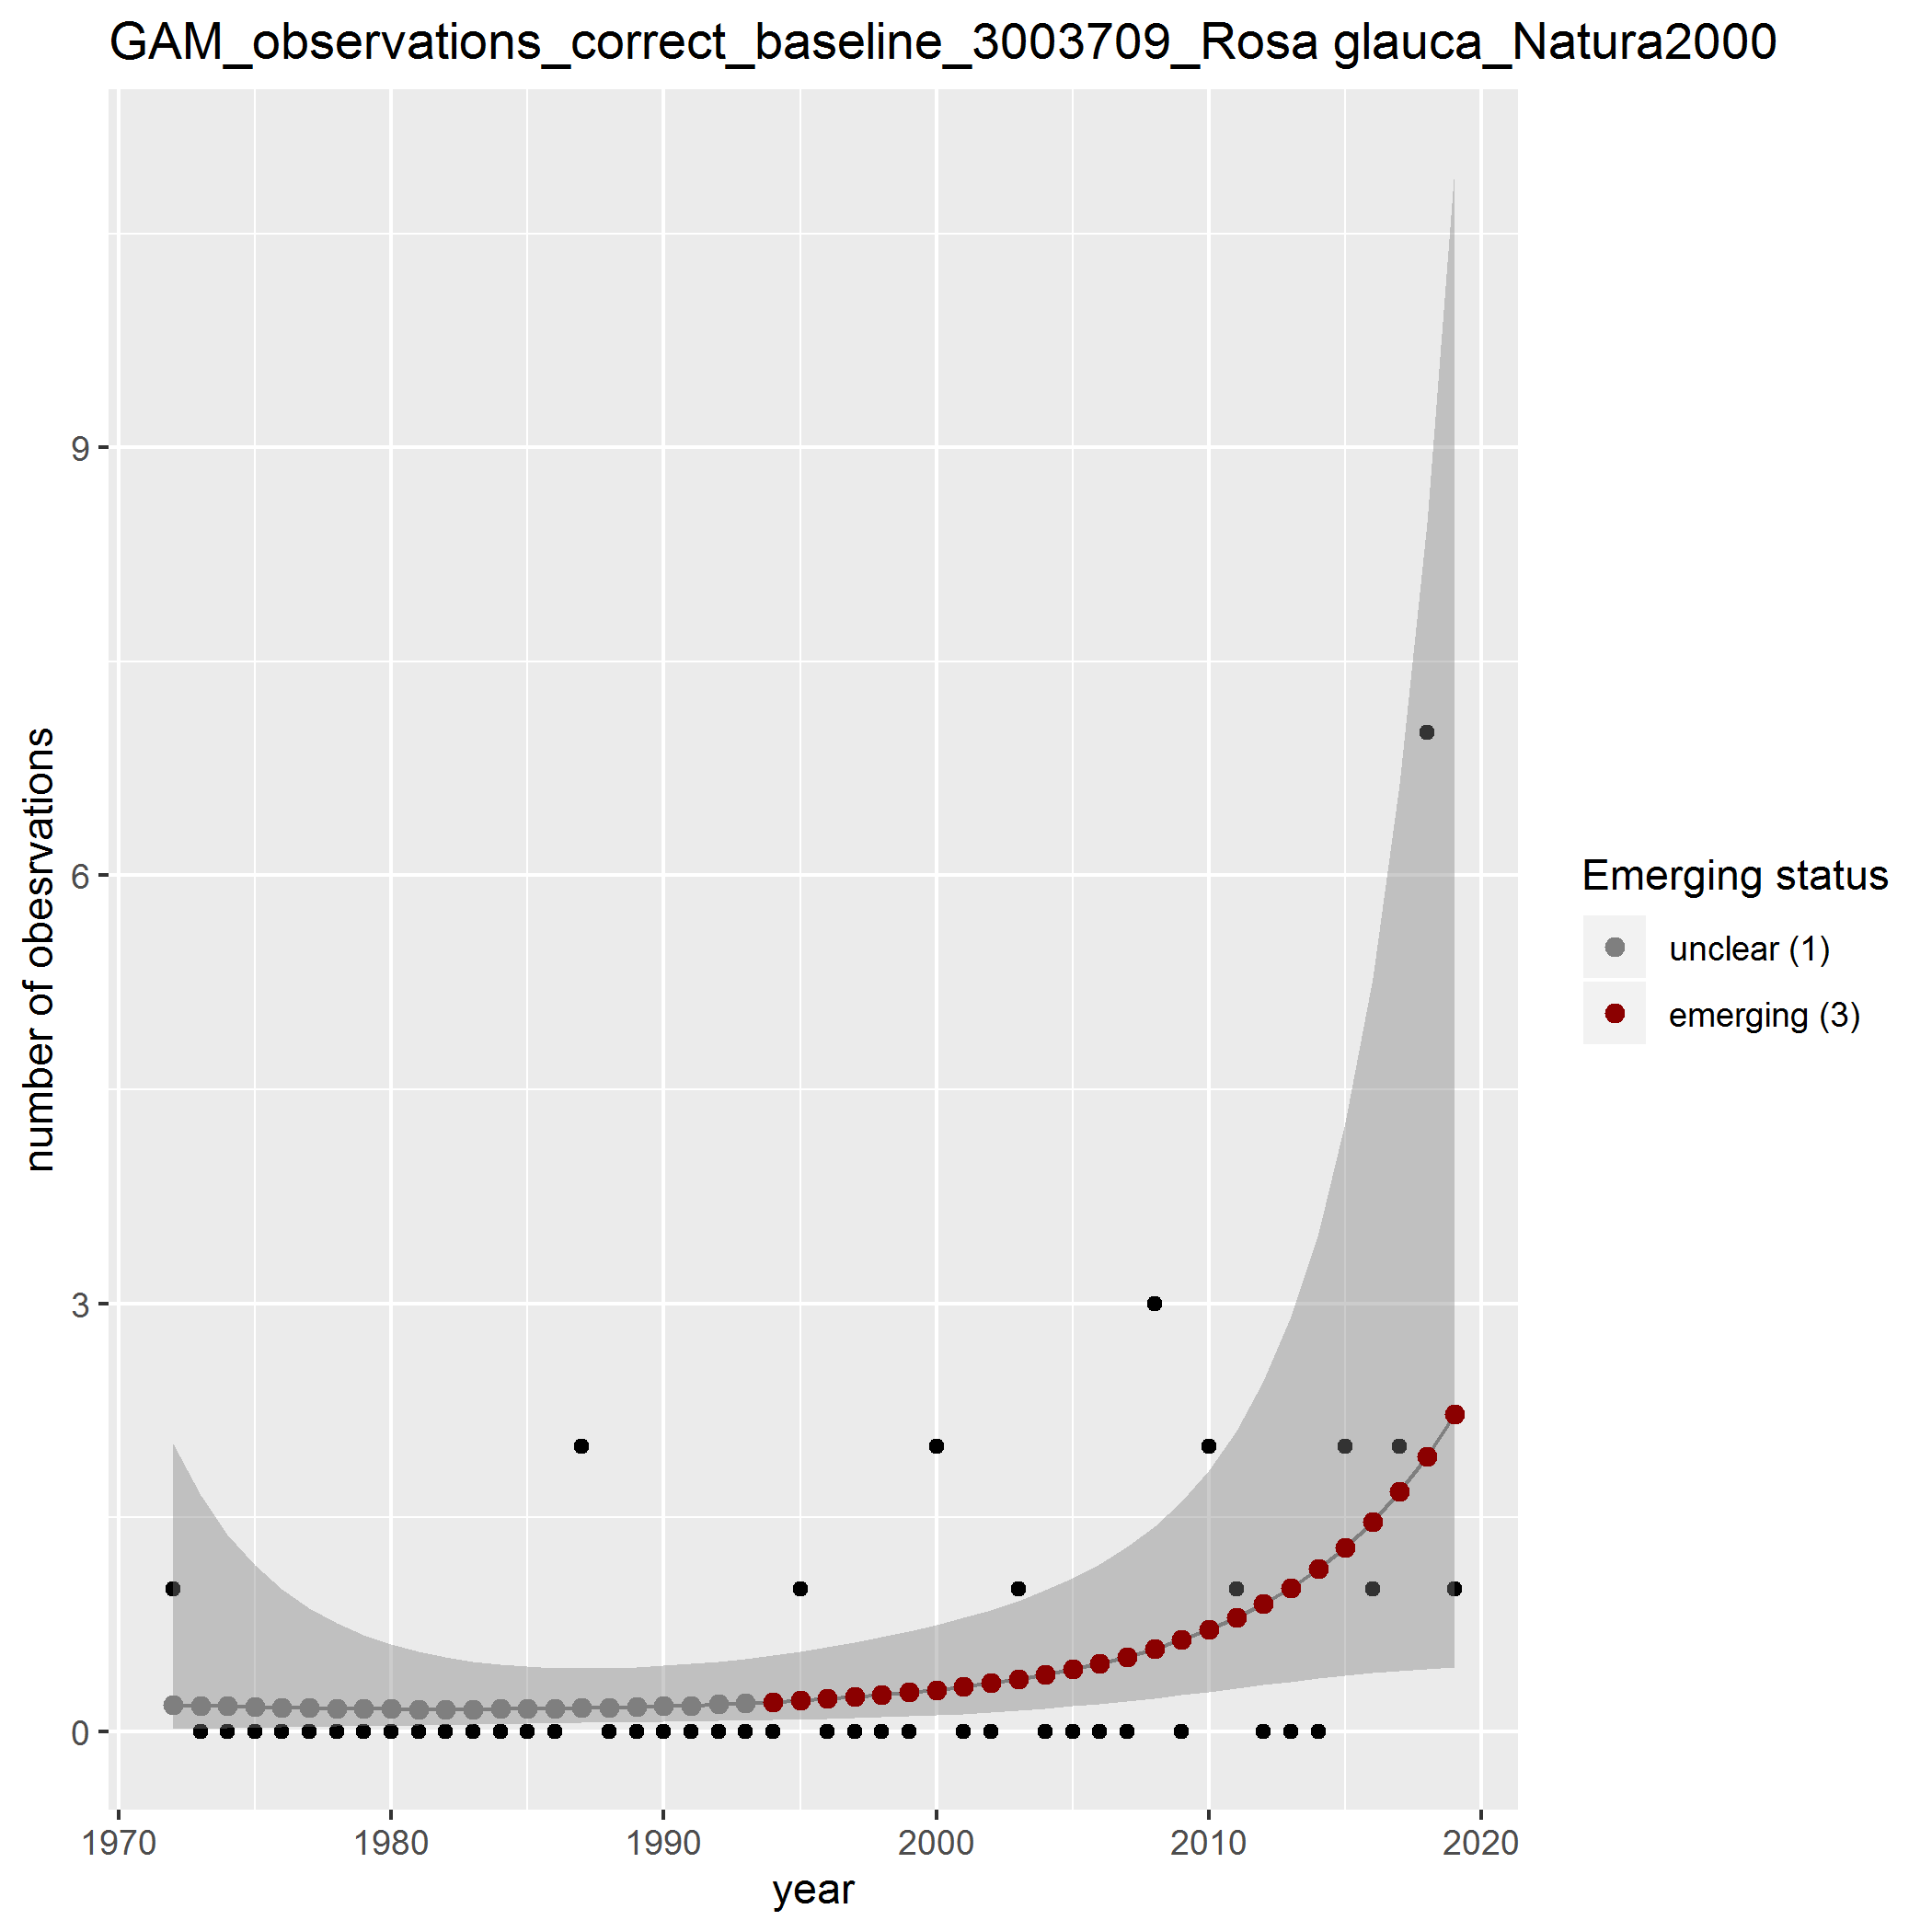 GAM_observations_correct_baseline_3003709_Rosa glauca_Natura2000
number of obesrvations
9
6
3
0
1970 1980 1990 2000 2010 2020
year
Emerging status
unclear (1)
emerging (3)